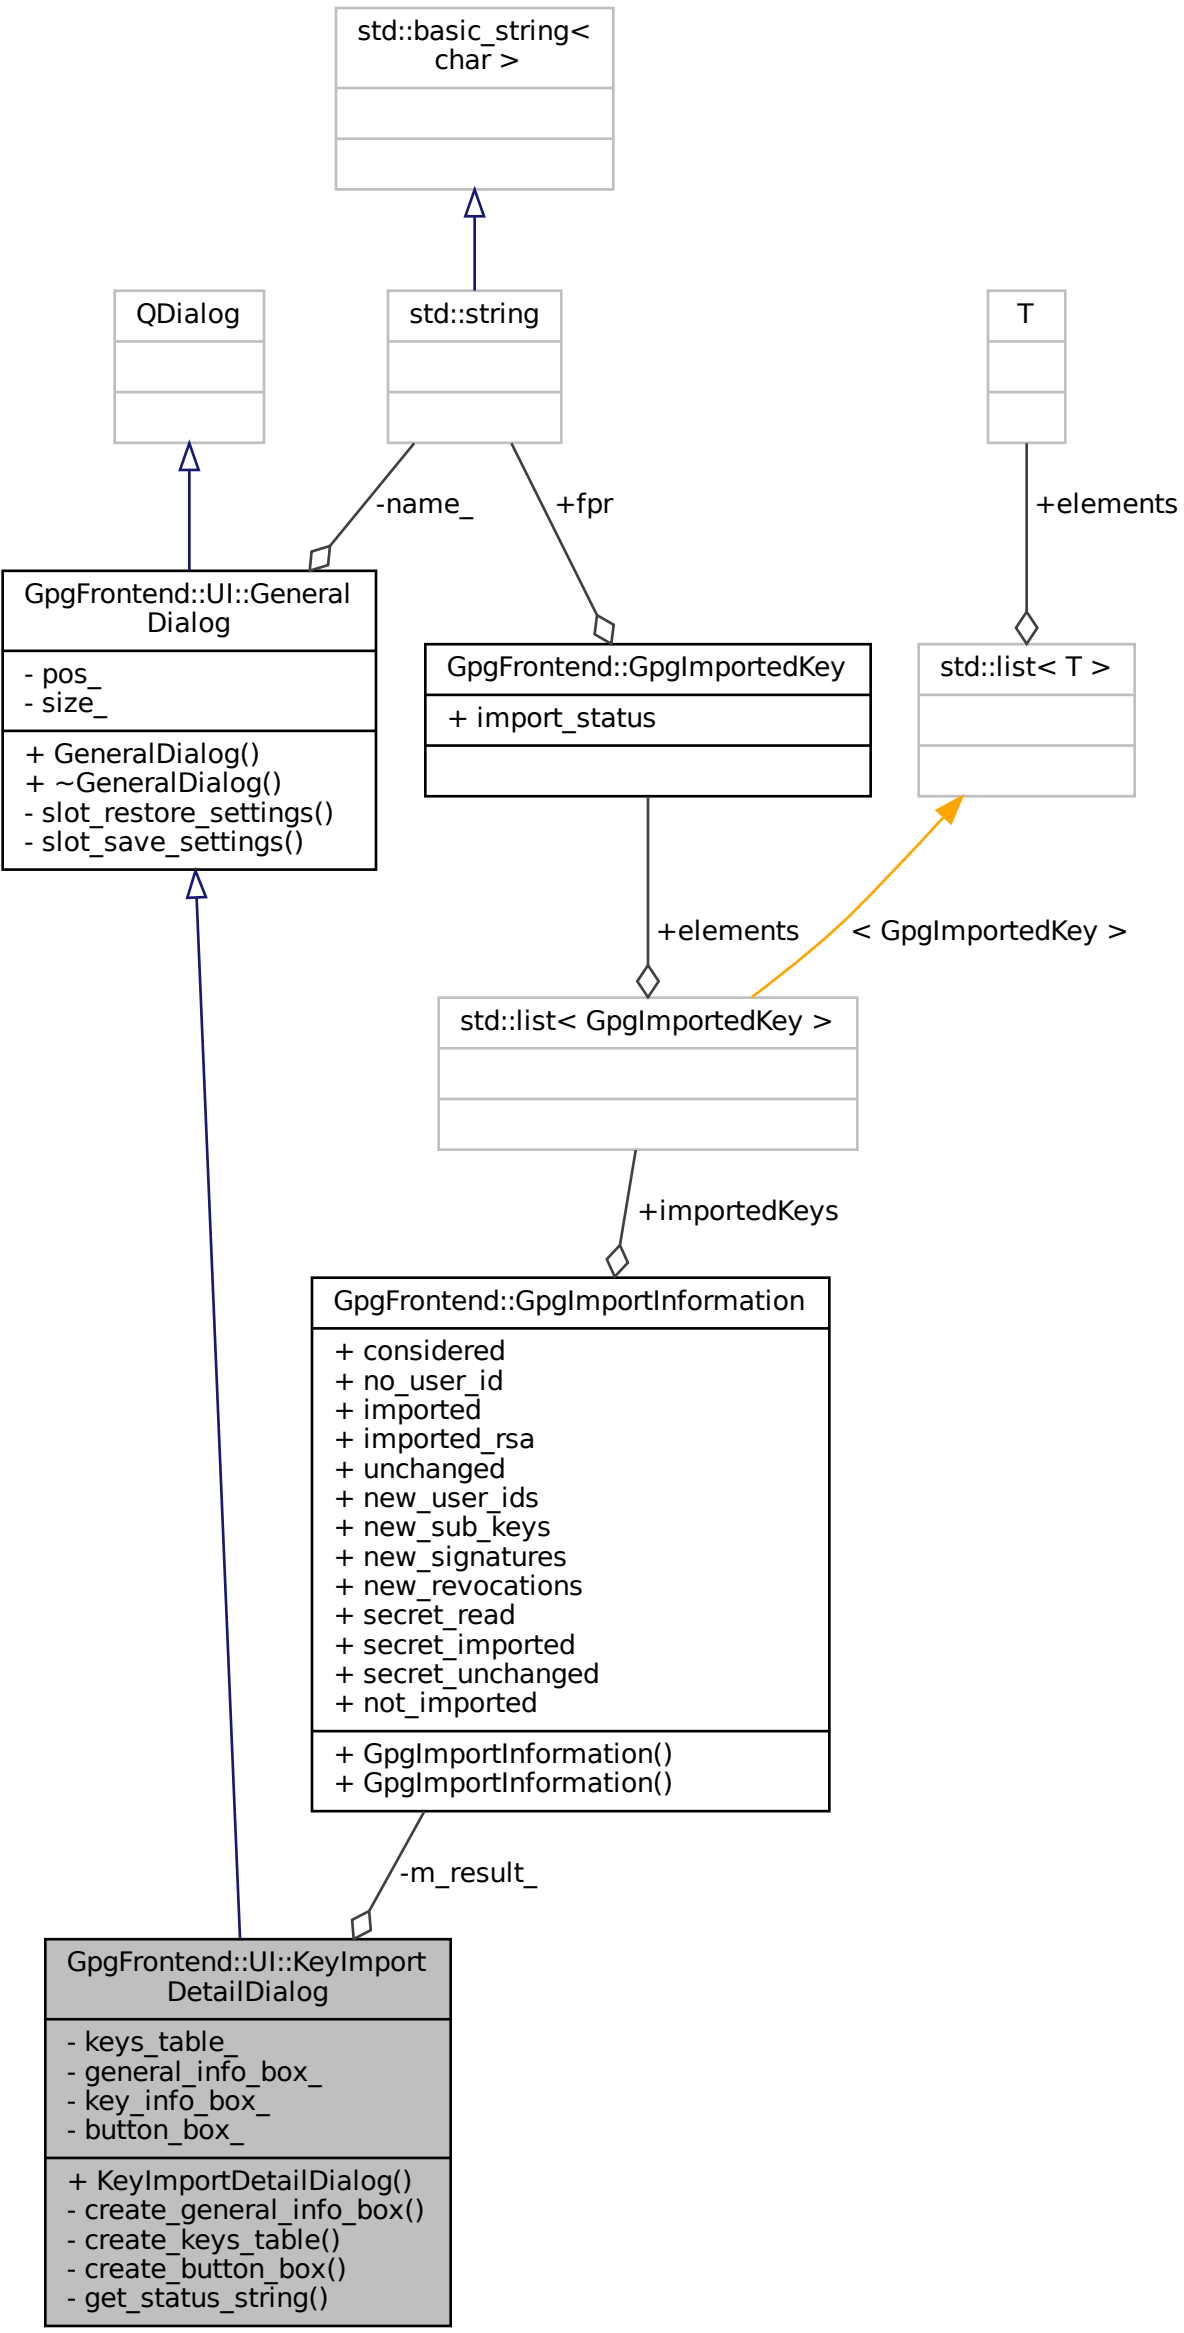 std::basic_string<
char >
QDialog
std::string
T
-name_
+fpr
+elements
GpgFrontend::UI::General
Dialog
- pos_
- size_
+ GeneralDialog()
+ ~GeneralDialog()
- slot_restore_settings()
- slot_save_settings()
GpgFrontend::GpgImportedKey
+ import_status
std::list< T >
+elements
< GpgImportedKey >
std::list< GpgImportedKey >
+importedKeys
GpgFrontend::GpgImportInformation
+ considered
+ no_user_id
+ imported
+ imported_rsa
+ unchanged
+ new_user_ids
+ new_sub_keys
+ new_signatures
+ new_revocations
+ secret_read
+ secret_imported
+ secret_unchanged
+ not_imported
+ GpgImportInformation()
+ GpgImportInformation()
-m_result_
GpgFrontend::UI::KeyImport
DetailDialog
- keys_table_
- general_info_box_
- key_info_box_
- button_box_
+ KeyImportDetailDialog()
- create_general_info_box()
- create_keys_table()
- create_button_box()
- get_status_string()